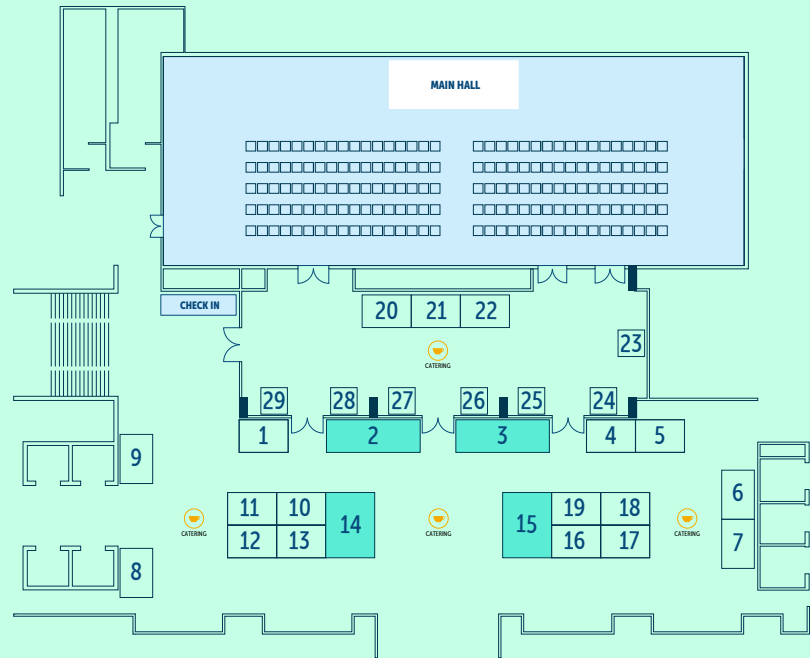 MAIN HALL
CHECK IN
20 21 22
23
CATERING
29 28 27 26 25 24
1 2 3 4 5
9
6
11 10 14 15 19 18
CATERING CATERING CATERING
12 13 16 17
7
8